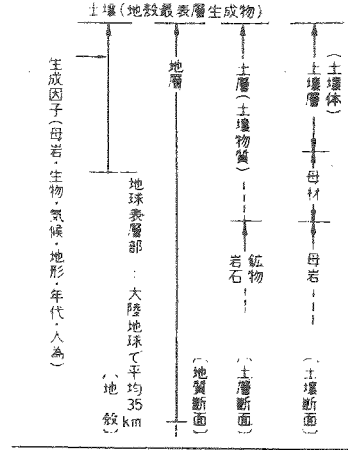 土壌(地殻最表層生成物)
(土壌体)
土壌層
母材
母岩
(土壌断面)
土層(土壌物質)
鉱物
岩石
(土層断面)
地層
(地質断面)
地球表層部:大陸地球で平均35km
(地殻)
生成因子(母岩・生物・気候・地形・年代・人為)